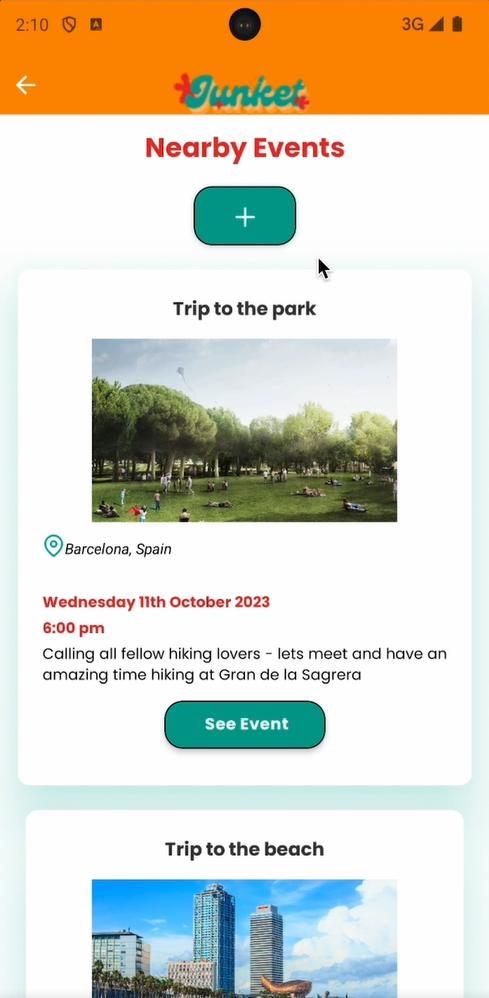 2:10
3G
Junket
Nearby Events
+
Trip to the park
Barcelona, Spain
Wednesday 11th October 2023
6:00 pm
Calling all fellow hiking lovers - lets meet and have an
amazing time hiking at Gran de la Sagrera
See Event
Trip to the beach